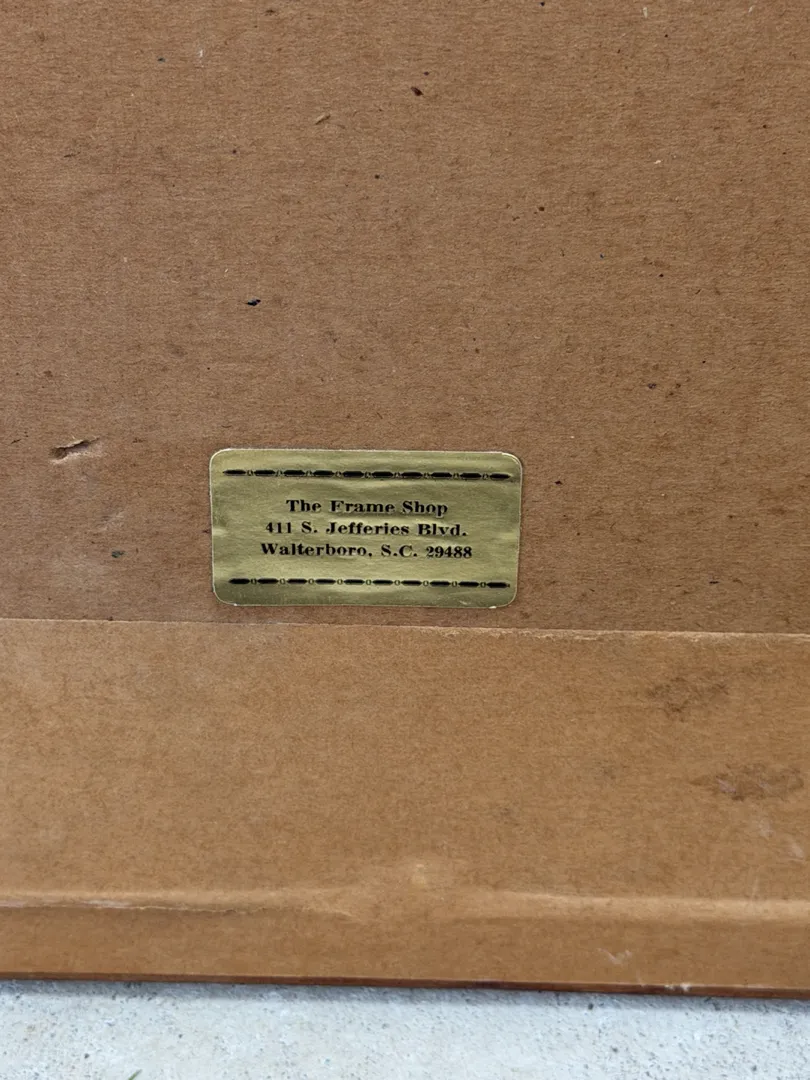 The Frame Shop
411 S. Jefferies Blvd.
Walterboro, S.C. 29488